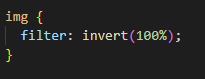 img {
  filter: invert(100%);
}